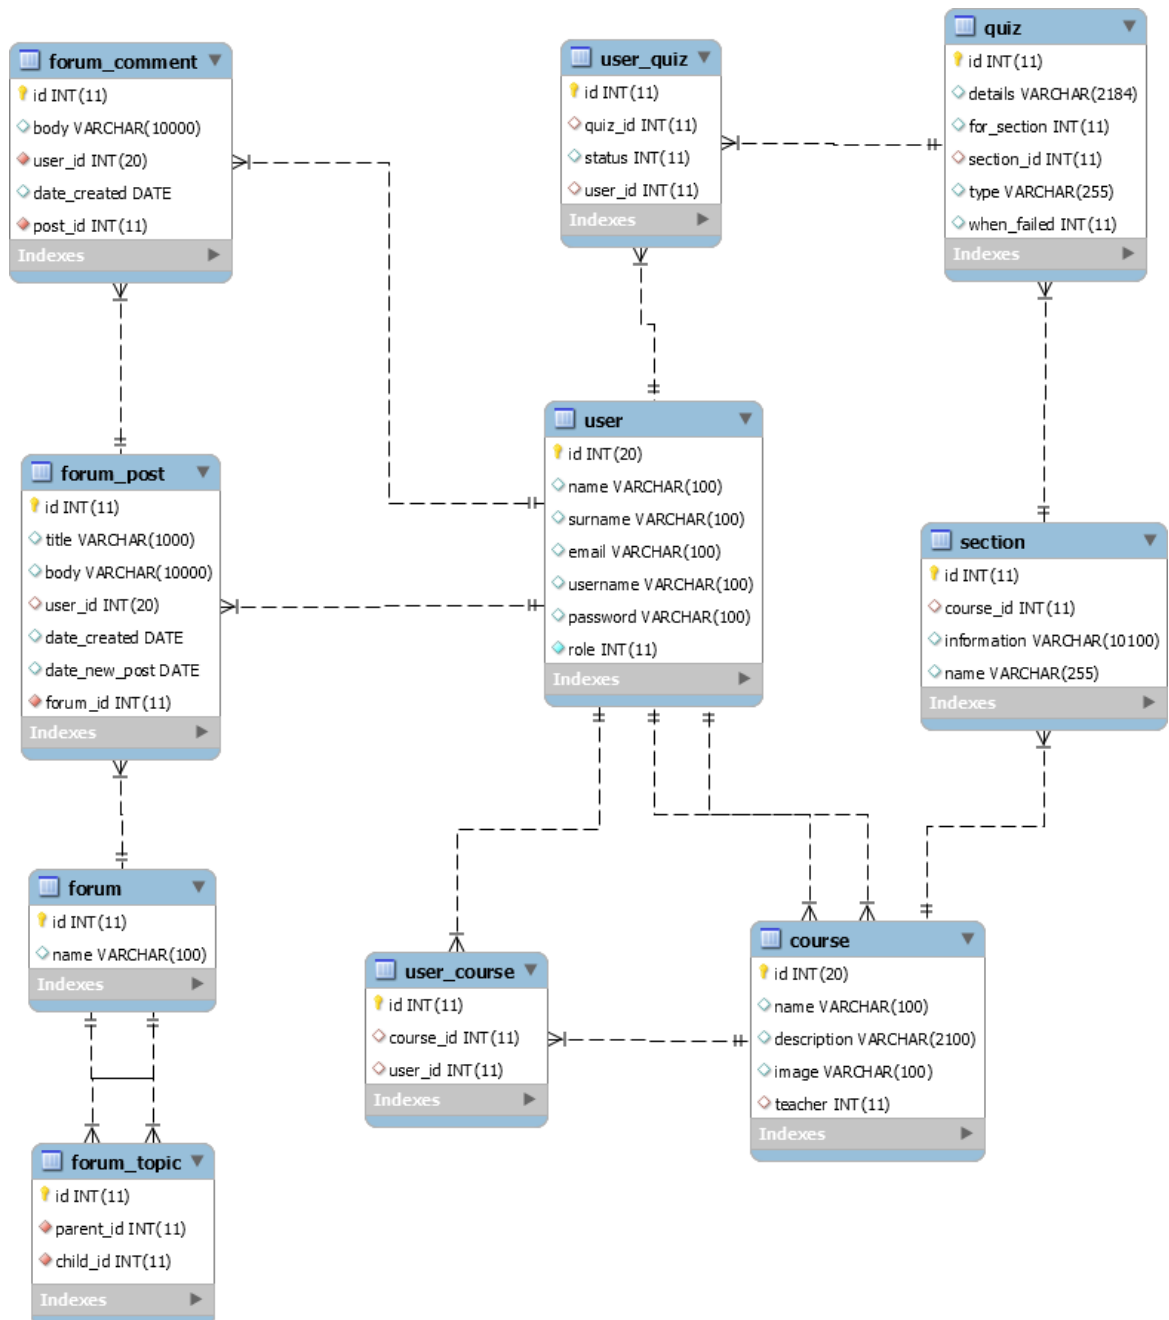 forum_comment
id INT(11)
body VARCHAR(10000)
user_id INT(20)
date_created DATE
post_id INT(11)
Indexes
user_quiz
id INT(11)
quiz_id INT(11)
status INT(11)
user_id INT(11)
Indexes
quiz
id INT(11)
details VARCHAR(2184)
for_section INT(11)
section_id INT(11)
type VARCHAR(255)
when_failed INT(11)
Indexes
forum_post
id INT(11)
title VARCHAR(1000)
body VARCHAR(10000)
user_id INT(20)
date_created DATE
date_new_post DATE
forum_id INT(11)
Indexes
user
id INT(20)
name VARCHAR(100)
surname VARCHAR(100)
email VARCHAR(100)
username VARCHAR(100)
password VARCHAR(100)
role INT(11)
Indexes
section
id INT(11)
course_id INT(11)
information VARCHAR(10100)
name VARCHAR(255)
Indexes
forum
id INT(11)
name VARCHAR(100)
Indexes
user_course
id INT(11)
course_id INT(11)
user_id INT(11)
Indexes
course
id INT(20)
name VARCHAR(100)
description VARCHAR(2100)
image VARCHAR(100)
teacher INT(11)
Indexes
forum_topic
id INT(11)
parent_id INT(11)
child_id INT(11)
Indexes